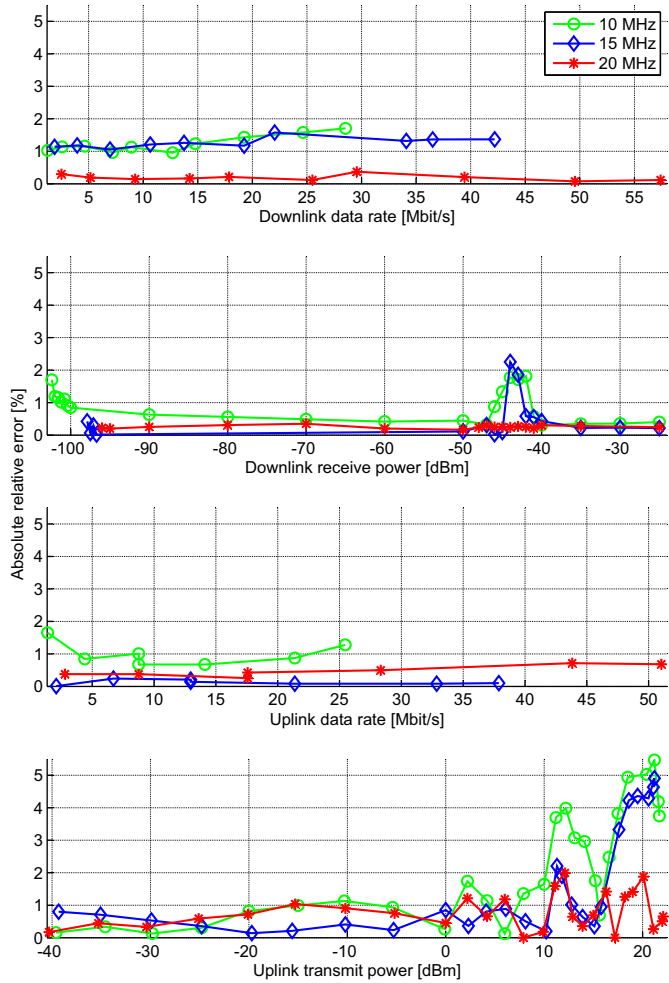 5
4
3
2
1
0
10 MHz
15 MHz
20 MHz
5 10 15 20 25 30 35 40 45 50 55
Downlink data rate [Mbit/s]
5
4
3
2
1
0
-100 -90 -80 -70 -60 -50 -40 -30
Downlink receive power [dBm]
Absolute relative error [%]
5
4
3
2
1
0
5 10 15 20 25 30 35 40 45 50
Uplink data rate [Mbit/s]
5
4
3
2
1
0
-40 -30 -20 -10 0 10 20
Uplink transmit power [dBm]